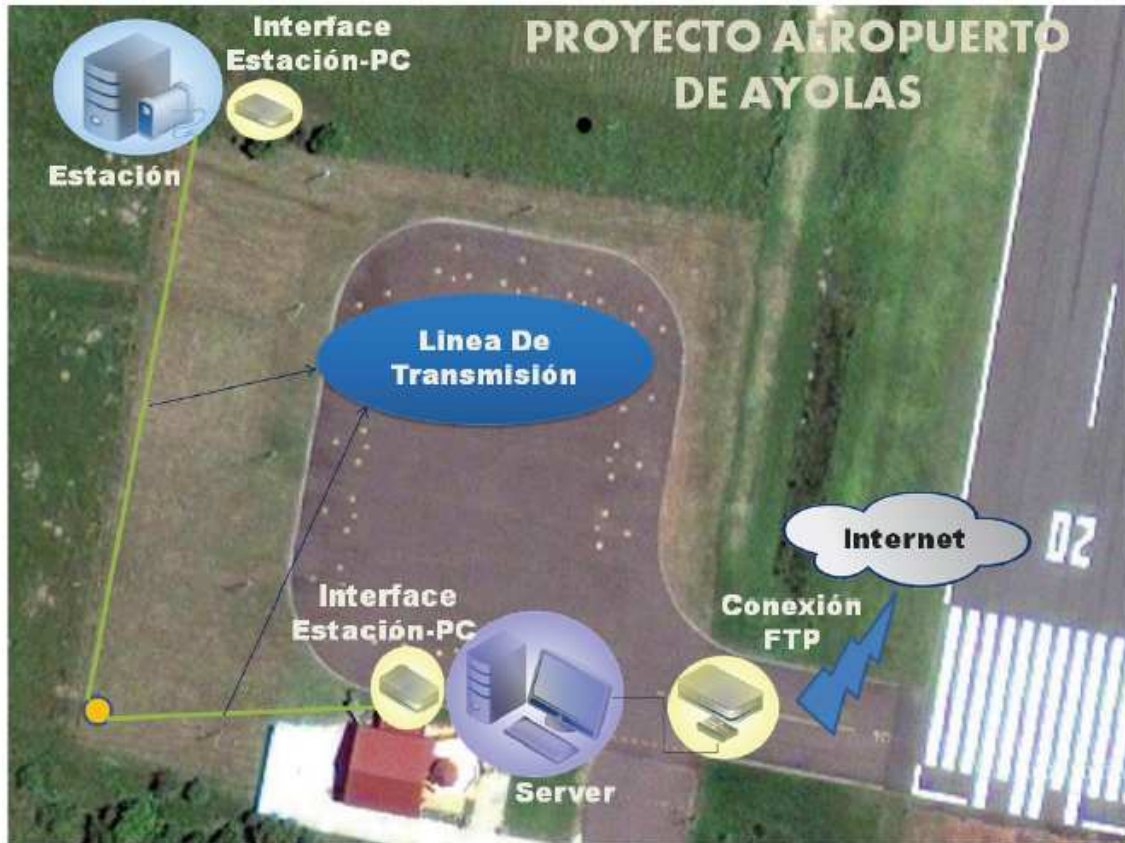 Interface
Estación-PC
PROYECTO AEROPUERTO
DE AYOLAS
Estación
Linea De
Transmisión
Internet
02
Interface
Estación-PC
Conexión
FTP
Server